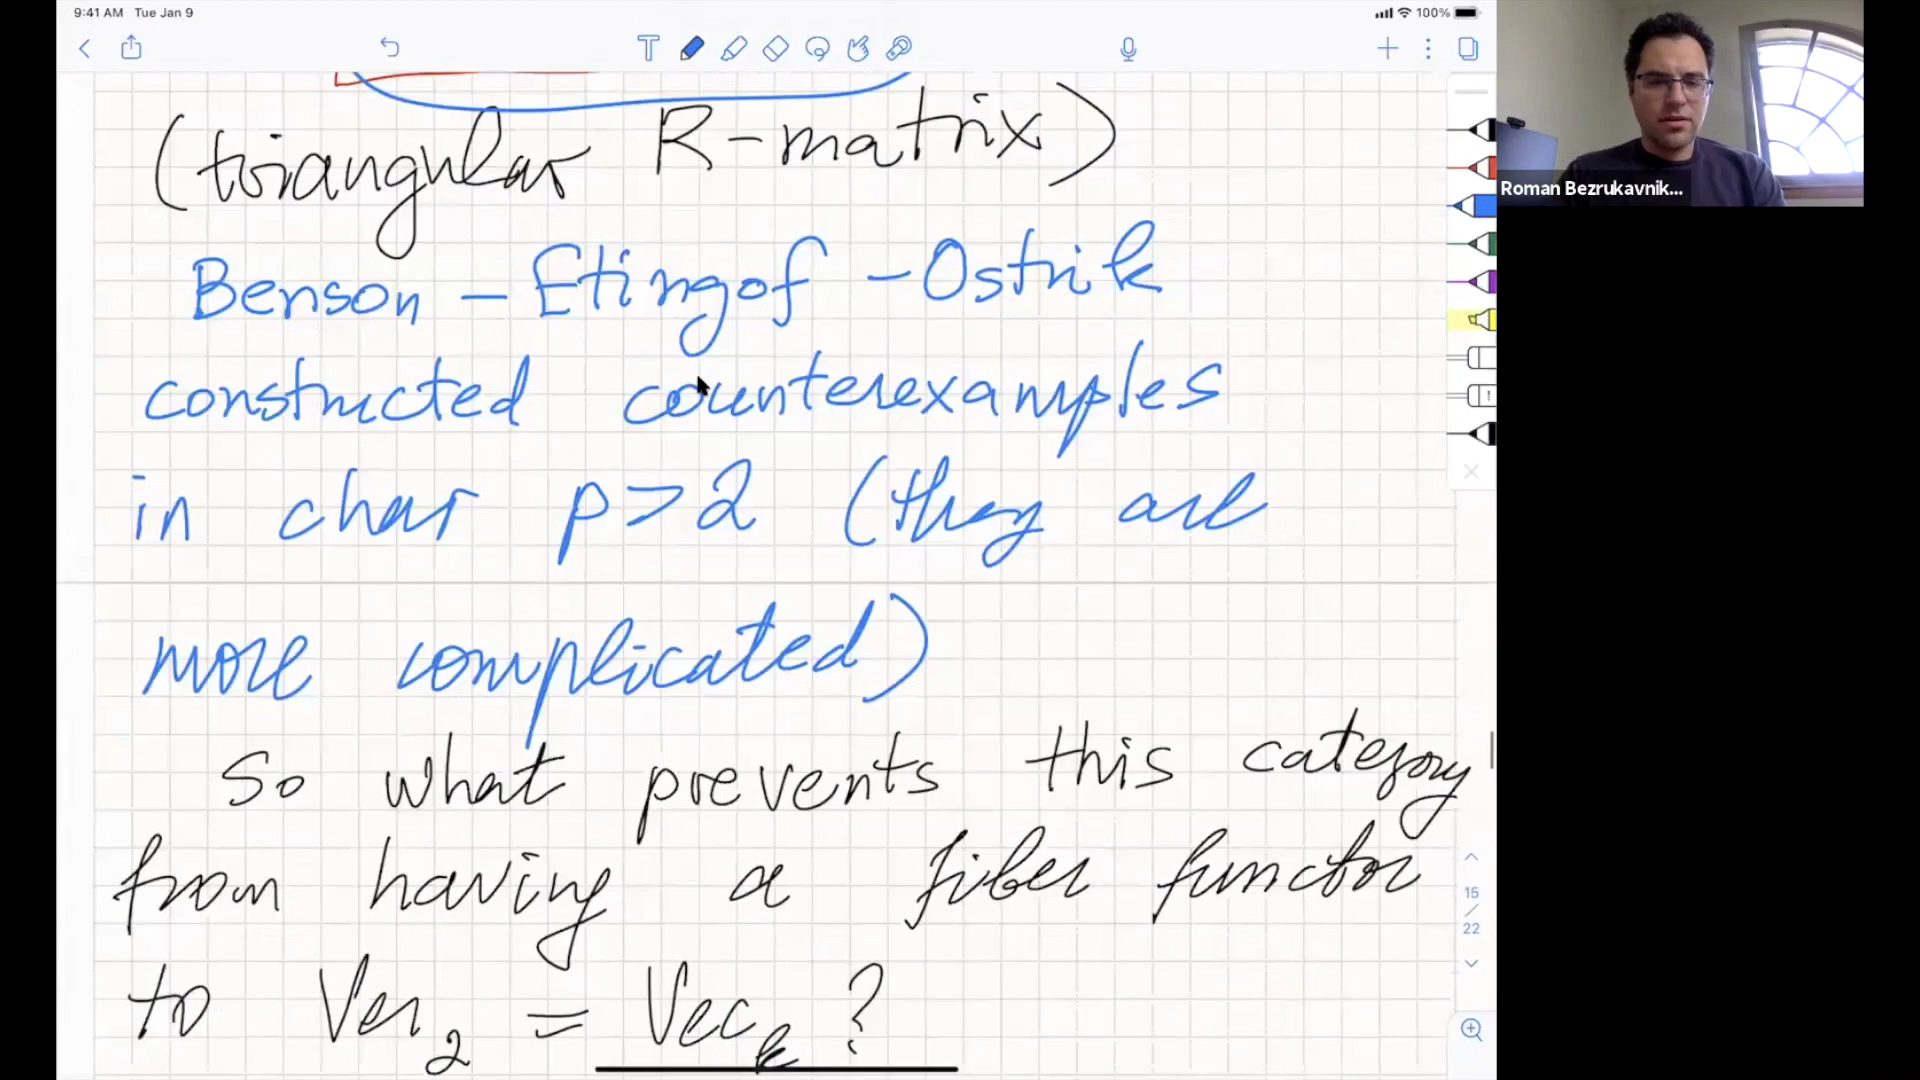 9:41 AM Tue Jan 9
100%
(triangular R-matrix)
Roman Bezrukavnik...
Benson - Etingof - Ostrik
constructed counterexamples
in char p>2 (they are
more complicated)
So what prevents this category
from having a fiber functor
15
/
22
to Ver₂ = Vec_k ?